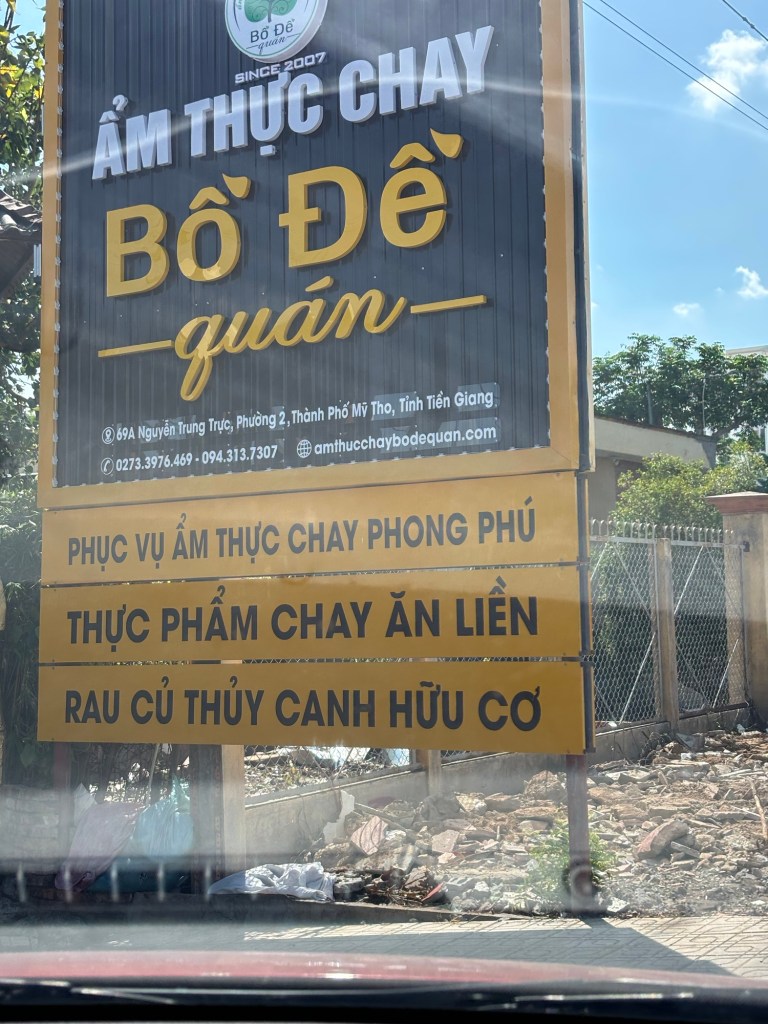 Bồ Đề
quán
SINCE 2007
ẨM THỰC CHAY
Bồ Đề
quán
69A Nguyễn Trung Trực, Phường 2, Thành Phố Mỹ Tho, Tỉnh Tiền Giang
0273.3976.469 - 094.313.7307 amthucchaybodequan.com
PHỤC VỤ ẨM THỰC CHAY PHONG PHÚ
THỰC PHẨM CHAY ĂN LIỀN
RAU CỦ THỦY CANH HỮU CƠ